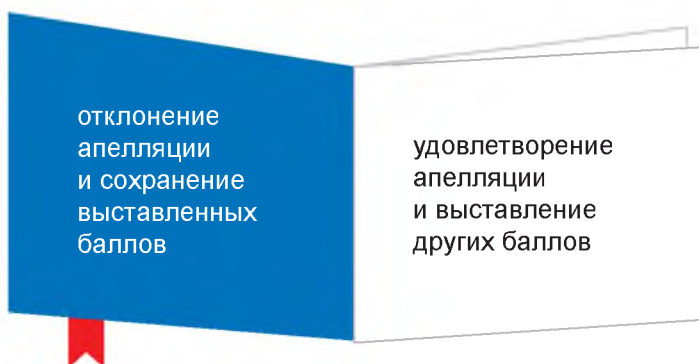 отклонение
апелляции
и сохранение
выставленных
баллов
удовлетворение
апелляции
и выставление
других баллов